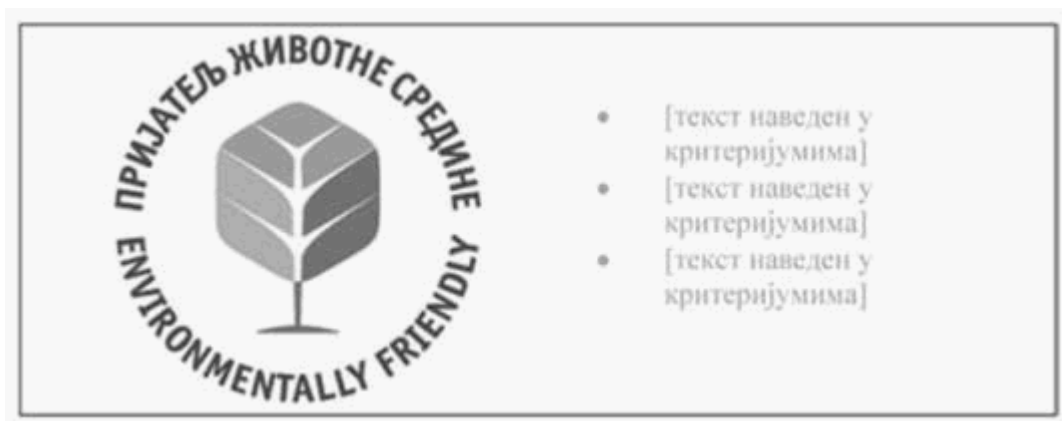 ПРИЈАТЕЉ ЖИВОТНЕ СРЕДИНЕ
ENVIRONMENTALLY FRIENDLY
• [текст наведен у
критеријумима]
• [текст наведен у
критеријумима]
• [текст наведен у
критеријумима]